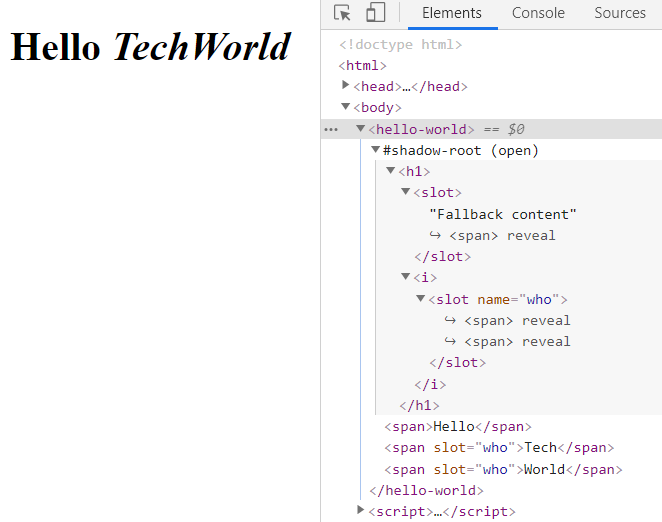 Hello TechWorld
Elements Console Sources
<!doctype html>
<html>
<head>…</head>
<body>
··· <hello-world> == $0
#shadow-root (open)
<h1>
<slot>
"Fallback content"
↪ <span> reveal
</slot>
<i>
<slot name="who">
↪ <span> reveal
↪ <span> reveal
</slot>
</i>
</h1>
<span>Hello</span>
<span slot="who">Tech</span>
<span slot="who">World</span>
</hello-world>
<script>…</script>